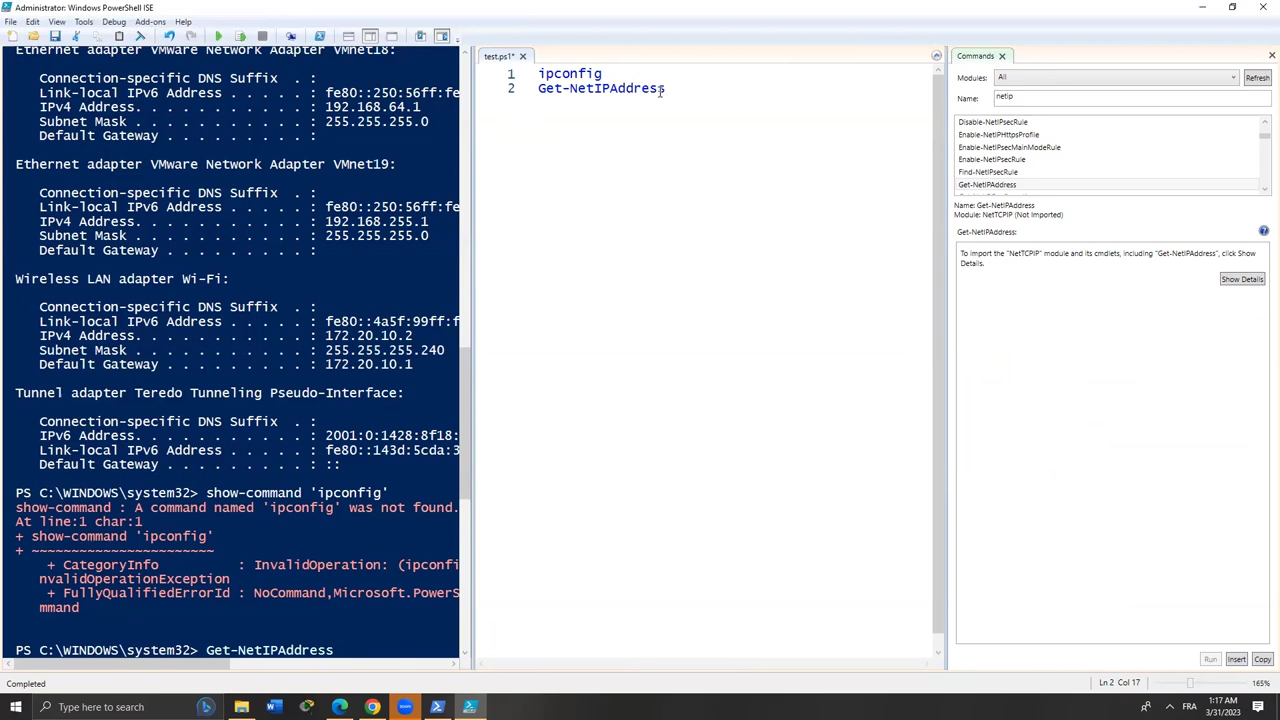 Administrator: Windows PowerShell ISE
File Edit View Tools Debug Add-ons Help
Ethernet adapter VMware Network Adapter VMnet18:
Connection-specific DNS Suffix . :
Link-local IPv6 Address . . . . . : fe80::250:56ff:fe
IPv4 Address. . . . . . . . . . . : 192.168.64.1
Subnet Mask . . . . . . . . . . . : 255.255.255.0
Default Gateway . . . . . . . . . :
Ethernet adapter VMware Network Adapter VMnet19:
Connection-specific DNS Suffix . :
Link-local IPv6 Address . . . . . : fe80::250:56ff:fe
IPv4 Address. . . . . . . . . . . : 192.168.255.1
Subnet Mask . . . . . . . . . . . : 255.255.255.0
Default Gateway . . . . . . . . . :
Wireless LAN adapter Wi-Fi:
Connection-specific DNS Suffix . :
Link-local IPv6 Address . . . . . : fe80::4a5f:99ff:f
IPv4 Address. . . . . . . . . . . : 172.20.10.2
Subnet Mask . . . . . . . . . . . : 255.255.255.240
Default Gateway . . . . . . . . . : 172.20.10.1
Tunnel adapter Teredo Tunneling Pseudo-Interface:
Connection-specific DNS Suffix . :
IPv6 Address. . . . . . . . . . . : 2001:0:1428:8f18:
Link-local IPv6 Address . . . . . : fe80::143d:5cda:3
Default Gateway . . . . . . . . . : ::
PS C:\WINDOWS\system32> show-command 'ipconfig'
show-command : A command named 'ipconfig' was not found.
At line:1 char:1
+ show-command 'ipconfig'
+ ~~~~~~~~~~~~~~~~~~~~~~~
+ CategoryInfo : InvalidOperation: (ipconfi
nvalidOperationException
+ FullyQualifiedErrorId : NoCommand,Microsoft.PowerS
mmand
PS C:\WINDOWS\system32> Get-NetIPAddress
test.ps1*
1 ipconfig
2 Get-NetIPAddress
Commands
Modules: All Refresh
Name: netip
Disable-NetIPsecRule
Enable-NetIPHttpsProfile
Enable-NetIPsecMainModeRule
Enable-NetIPsecRule
Find-NetIPsecRule
Get-NetIPAddress
Name: Get-NetIPAddress
Module: NetTCPIP (Not Imported)
Get-NetIPAddress:
To import the "NetTCPIP" module and its cmdlets, including "Get-NetIPAddress", click Show
Details.
Show Details
Run Insert Copy
Completed
Ln 2 Col 17
165%
Type here to search
zoom
FRA
1:17 AM
3/31/2023